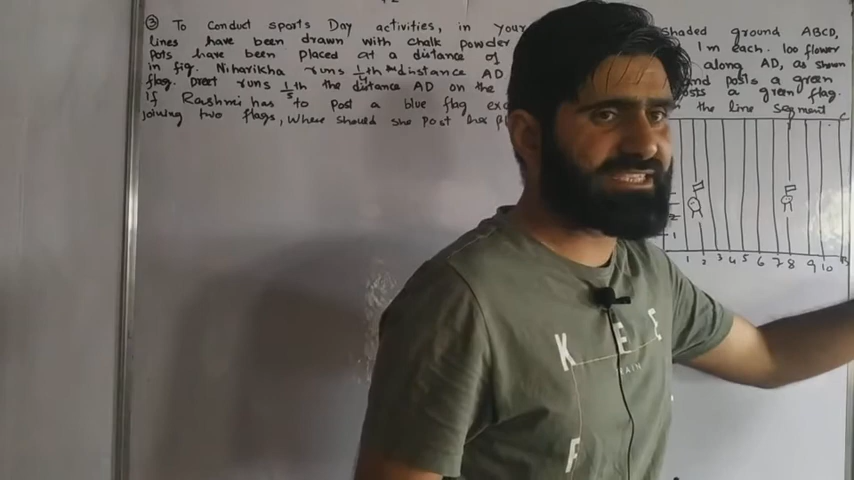 ③ To Conduct sports Day activities, in your shaded ground ABCD,
lines have been drawn with chalk powder 1m each. 100 flower
pots have been placed at a distance of along AD, as shown
in fig. Niharikha runs 1/4th distance AD and posts a green
flag. Preet runs 1/5th the distance AD on the posts a green flag.
If Rashmi has to post a blue flag the line segment
joining two flags, Where should she post her
C
2
1
1 2 3 4 5 6 7 8 9 10 B
K E E
F